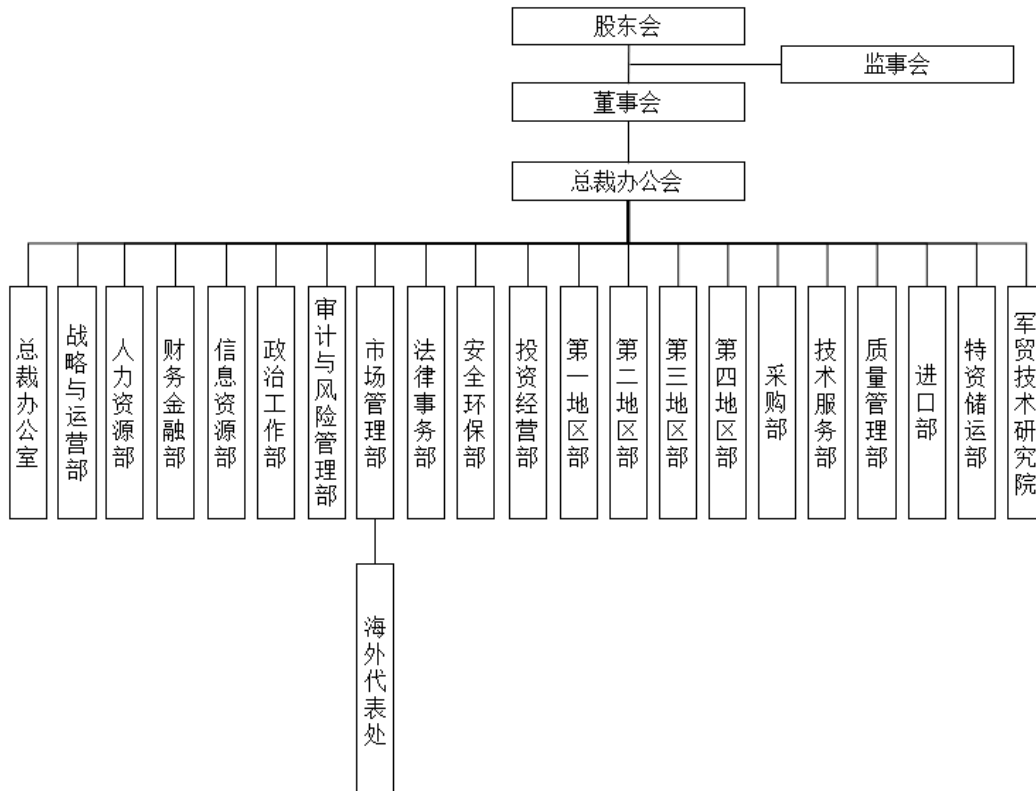 股东会
监事会
董事会
总裁办公会
总裁办公室
战略与运营部
人力资源部
财务金融部
信息资源部
政治工作部
审计与风险管理部
市场管理部
法律事务部
安全环保部
投资经营部
第一地区部
第二地区部
第三地区部
第四地区部
采购部
技术服务部
质量管理部
进口部
特资储运部
军贸技术研究院
海外代表处